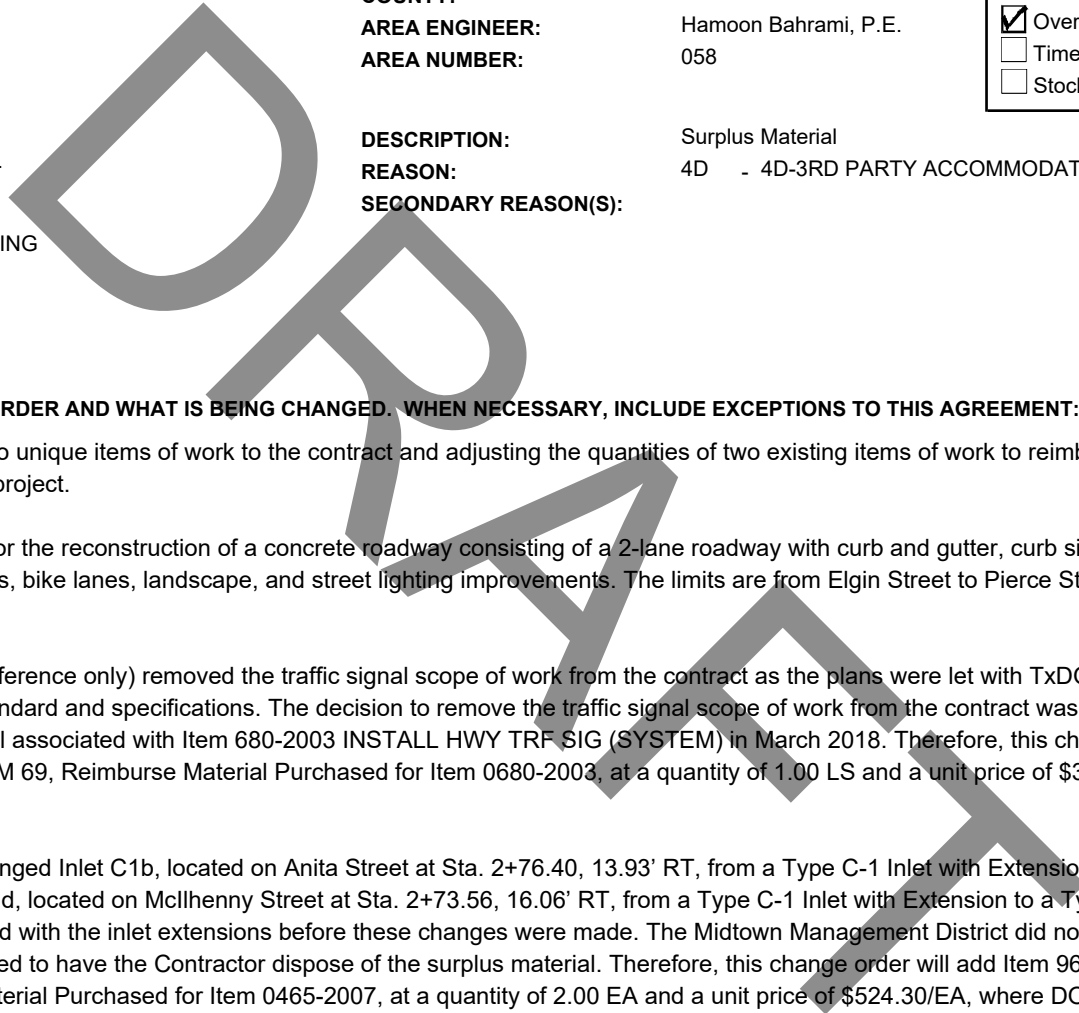 COUNTY:
AREA ENGINEER: Hamoon Bahrami, P.E.
Over
AREA NUMBER: 058
Time
Stock
DESCRIPTION: Surplus Material
REASON: 4D - 4D-3RD PARTY ACCOMMODAT
SECONDARY REASON(S):
ING
DRAFT
RDER AND WHAT IS BEING CHANGED. WHEN NECESSARY, INCLUDE EXCEPTIONS TO THIS AGREEMENT:
o unique items of work to the contract and adjusting the quantities of two existing items of work to reimb
project.
or the reconstruction of a concrete roadway consisting of a 2-lane roadway with curb and gutter, curb si
s, bike lanes, landscape, and street lighting improvements. The limits are from Elgin Street to Pierce St
ference only) removed the traffic signal scope of work from the contract as the plans were let with TxDO
ndard and specifications. The decision to remove the traffic signal scope of work from the contract was
l associated with Item 680-2003 INSTALL HWY TRF SIG (SYSTEM) in March 2018. Therefore, this ch
M 69, Reimburse Material Purchased for Item 0680-2003, at a quantity of 1.00 LS and a unit price of $3
nged Inlet C1b, located on Anita Street at Sta. 2+76.40, 13.93’ RT, from a Type C-1 Inlet with Extensio
d, located on McIlhenny Street at Sta. 2+73.56, 16.06’ RT, from a Type C-1 Inlet with Extension to a Ty
d with the inlet extensions before these changes were made. The Midtown Management District did no
ed to have the Contractor dispose of the surplus material. Therefore, this change order will add Item 96
terial Purchased for Item 0465-2007, at a quantity of 2.00 EA and a unit price of $524.30/EA, where DO